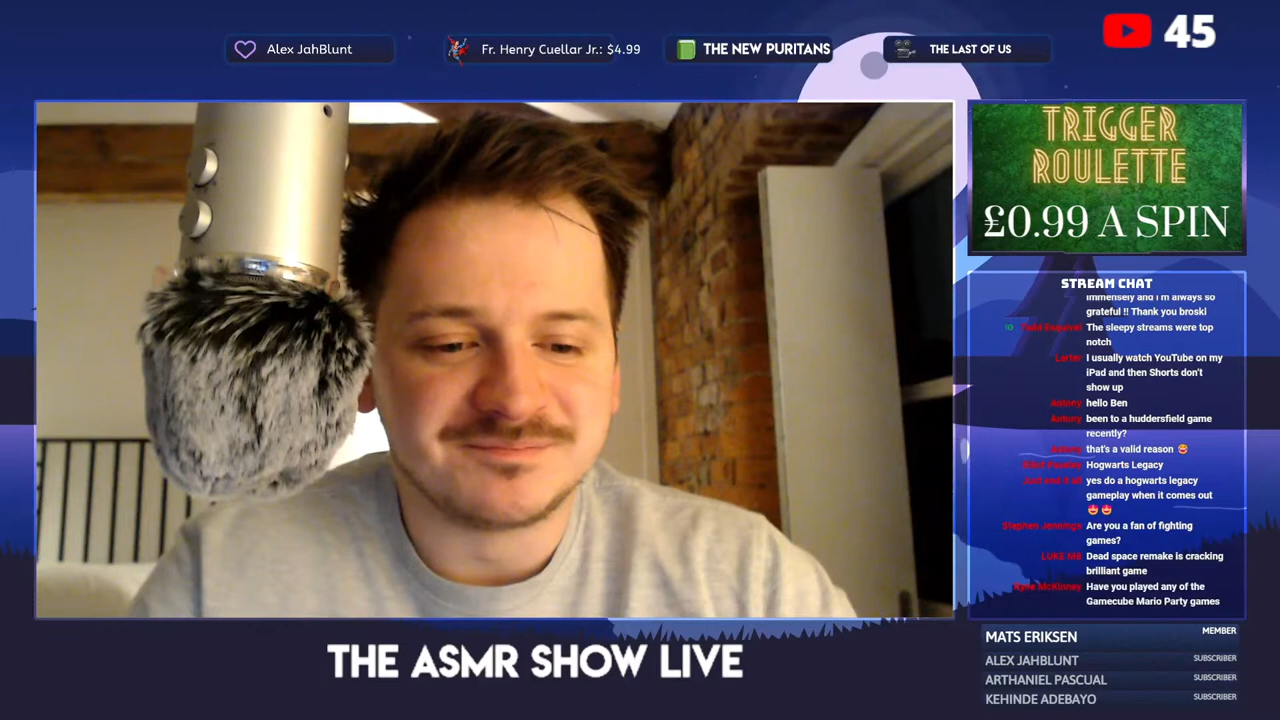 Alex JahBlunt
Fr. Henry Cuellar Jr.: $4.99
THE NEW PURITANS
THE LAST OF US
45
TRIGGER
ROULETTE
£0.99 A SPIN
STREAM CHAT
immensely and i'm always so
grateful !! Thank you broski
Todd Esquivel The sleepy streams were top
notch
Larter I usually watch YouTube on my
iPad and then Shorts don't
show up
Antony hello Ben
Antony been to a huddersfield game
recently?
that's a valid reason 🥰
Hogwarts Legacy
yes do a hogwarts legacy
gameplay when it comes out
😍😍
Stephen Jennings Are you a fan of fighting
games?
LUKE Dead space remake is cracking
brilliant game
Kyle McKinney Have you played any of the
Gamecube Mario Party games
THE ASMR SHOW LIVE
MATS ERIKSEN MEMBER
ALEX JAHBLUNT SUBSCRIBER
ARTHANIEL PASCUAL SUBSCRIBER
KEHINDE ADEBAYO SUBSCRIBER